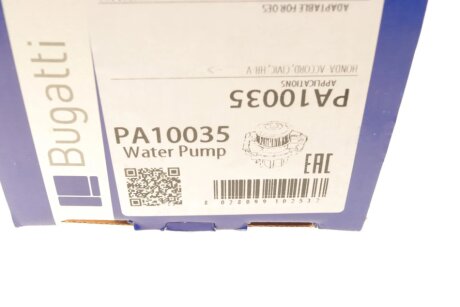 ADAPTABLE FOR OES
HONDA: ACCORD, CIVIC, HR-V
APPLICATIONS
PA10035
Bugatti
PA10035
Water Pump
EAC